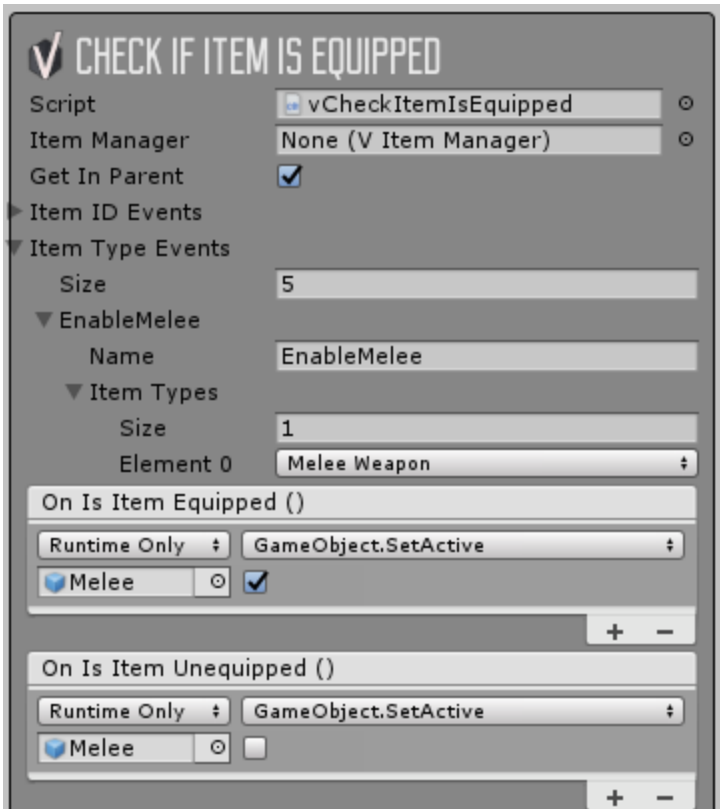 CHECK IF ITEM IS EQUIPPED
Script vCheckItemIsEquipped
Item Manager None (V Item Manager)
Get In Parent
Item ID Events
Item Type Events
Size 5
EnableMelee
Name EnableMelee
Item Types
Size 1
Element 0 Melee Weapon
On Is Item Equipped ()
Runtime Only GameObject.SetActive
Melee
+ −
On Is Item Unequipped ()
Runtime Only GameObject.SetActive
Melee
+ −